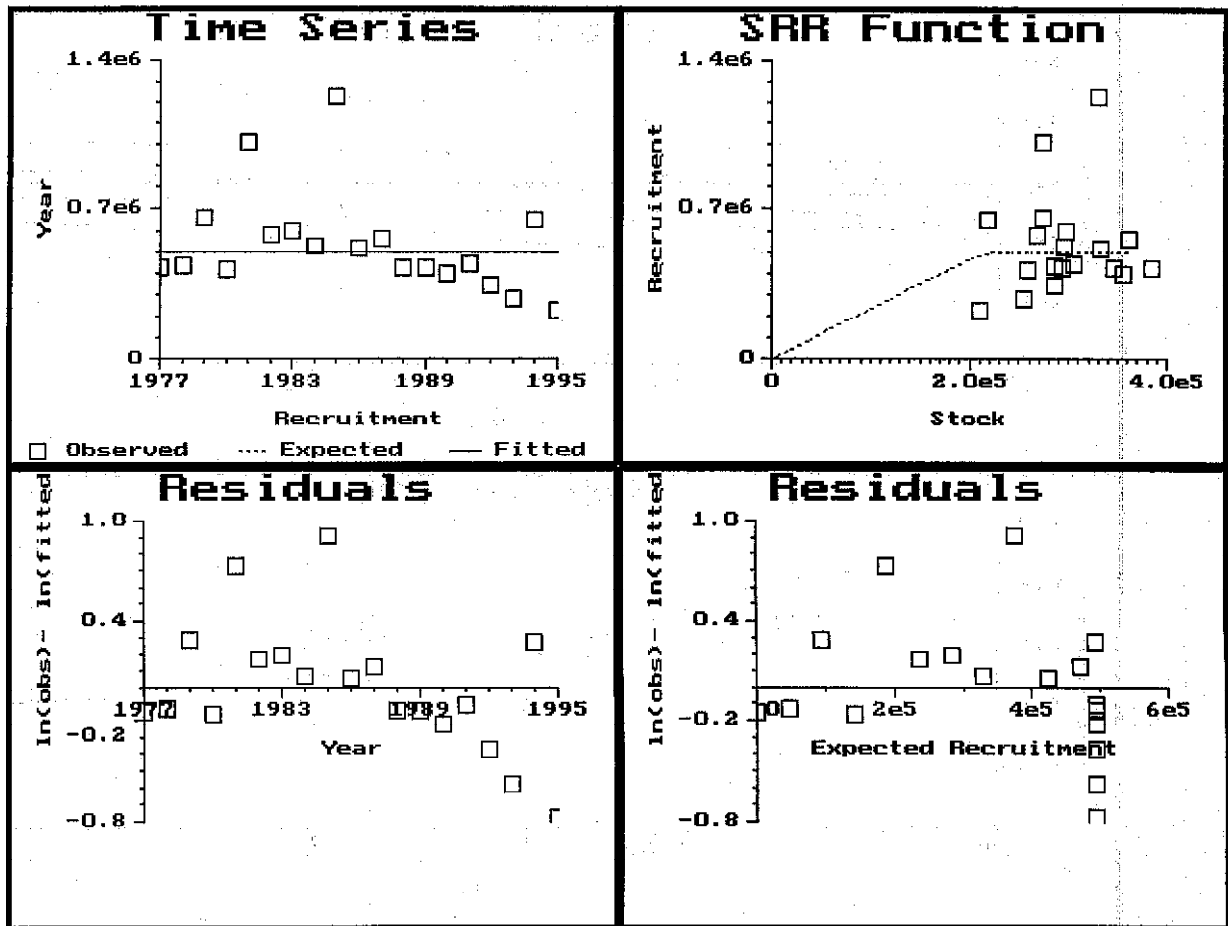 Time Series
1.4e6
0.7e6
0
Year
1977 1983 1989 1995
Recruitment
Observed Expected Fitted
SRR Function
1.4e6
0.7e6
0
Recruitment
0 2.0e5 4.0e5
Stock
Residuals
1.0
0.4
-0.2
-0.8
ln(obs)- ln(fitted
1977 1983 1989 1995
Year
Residuals
1.0
0.4
-0.2
-0.8
ln(obs)- ln(fitted
0 2e5 4e5 6e5
Expected Recruitment